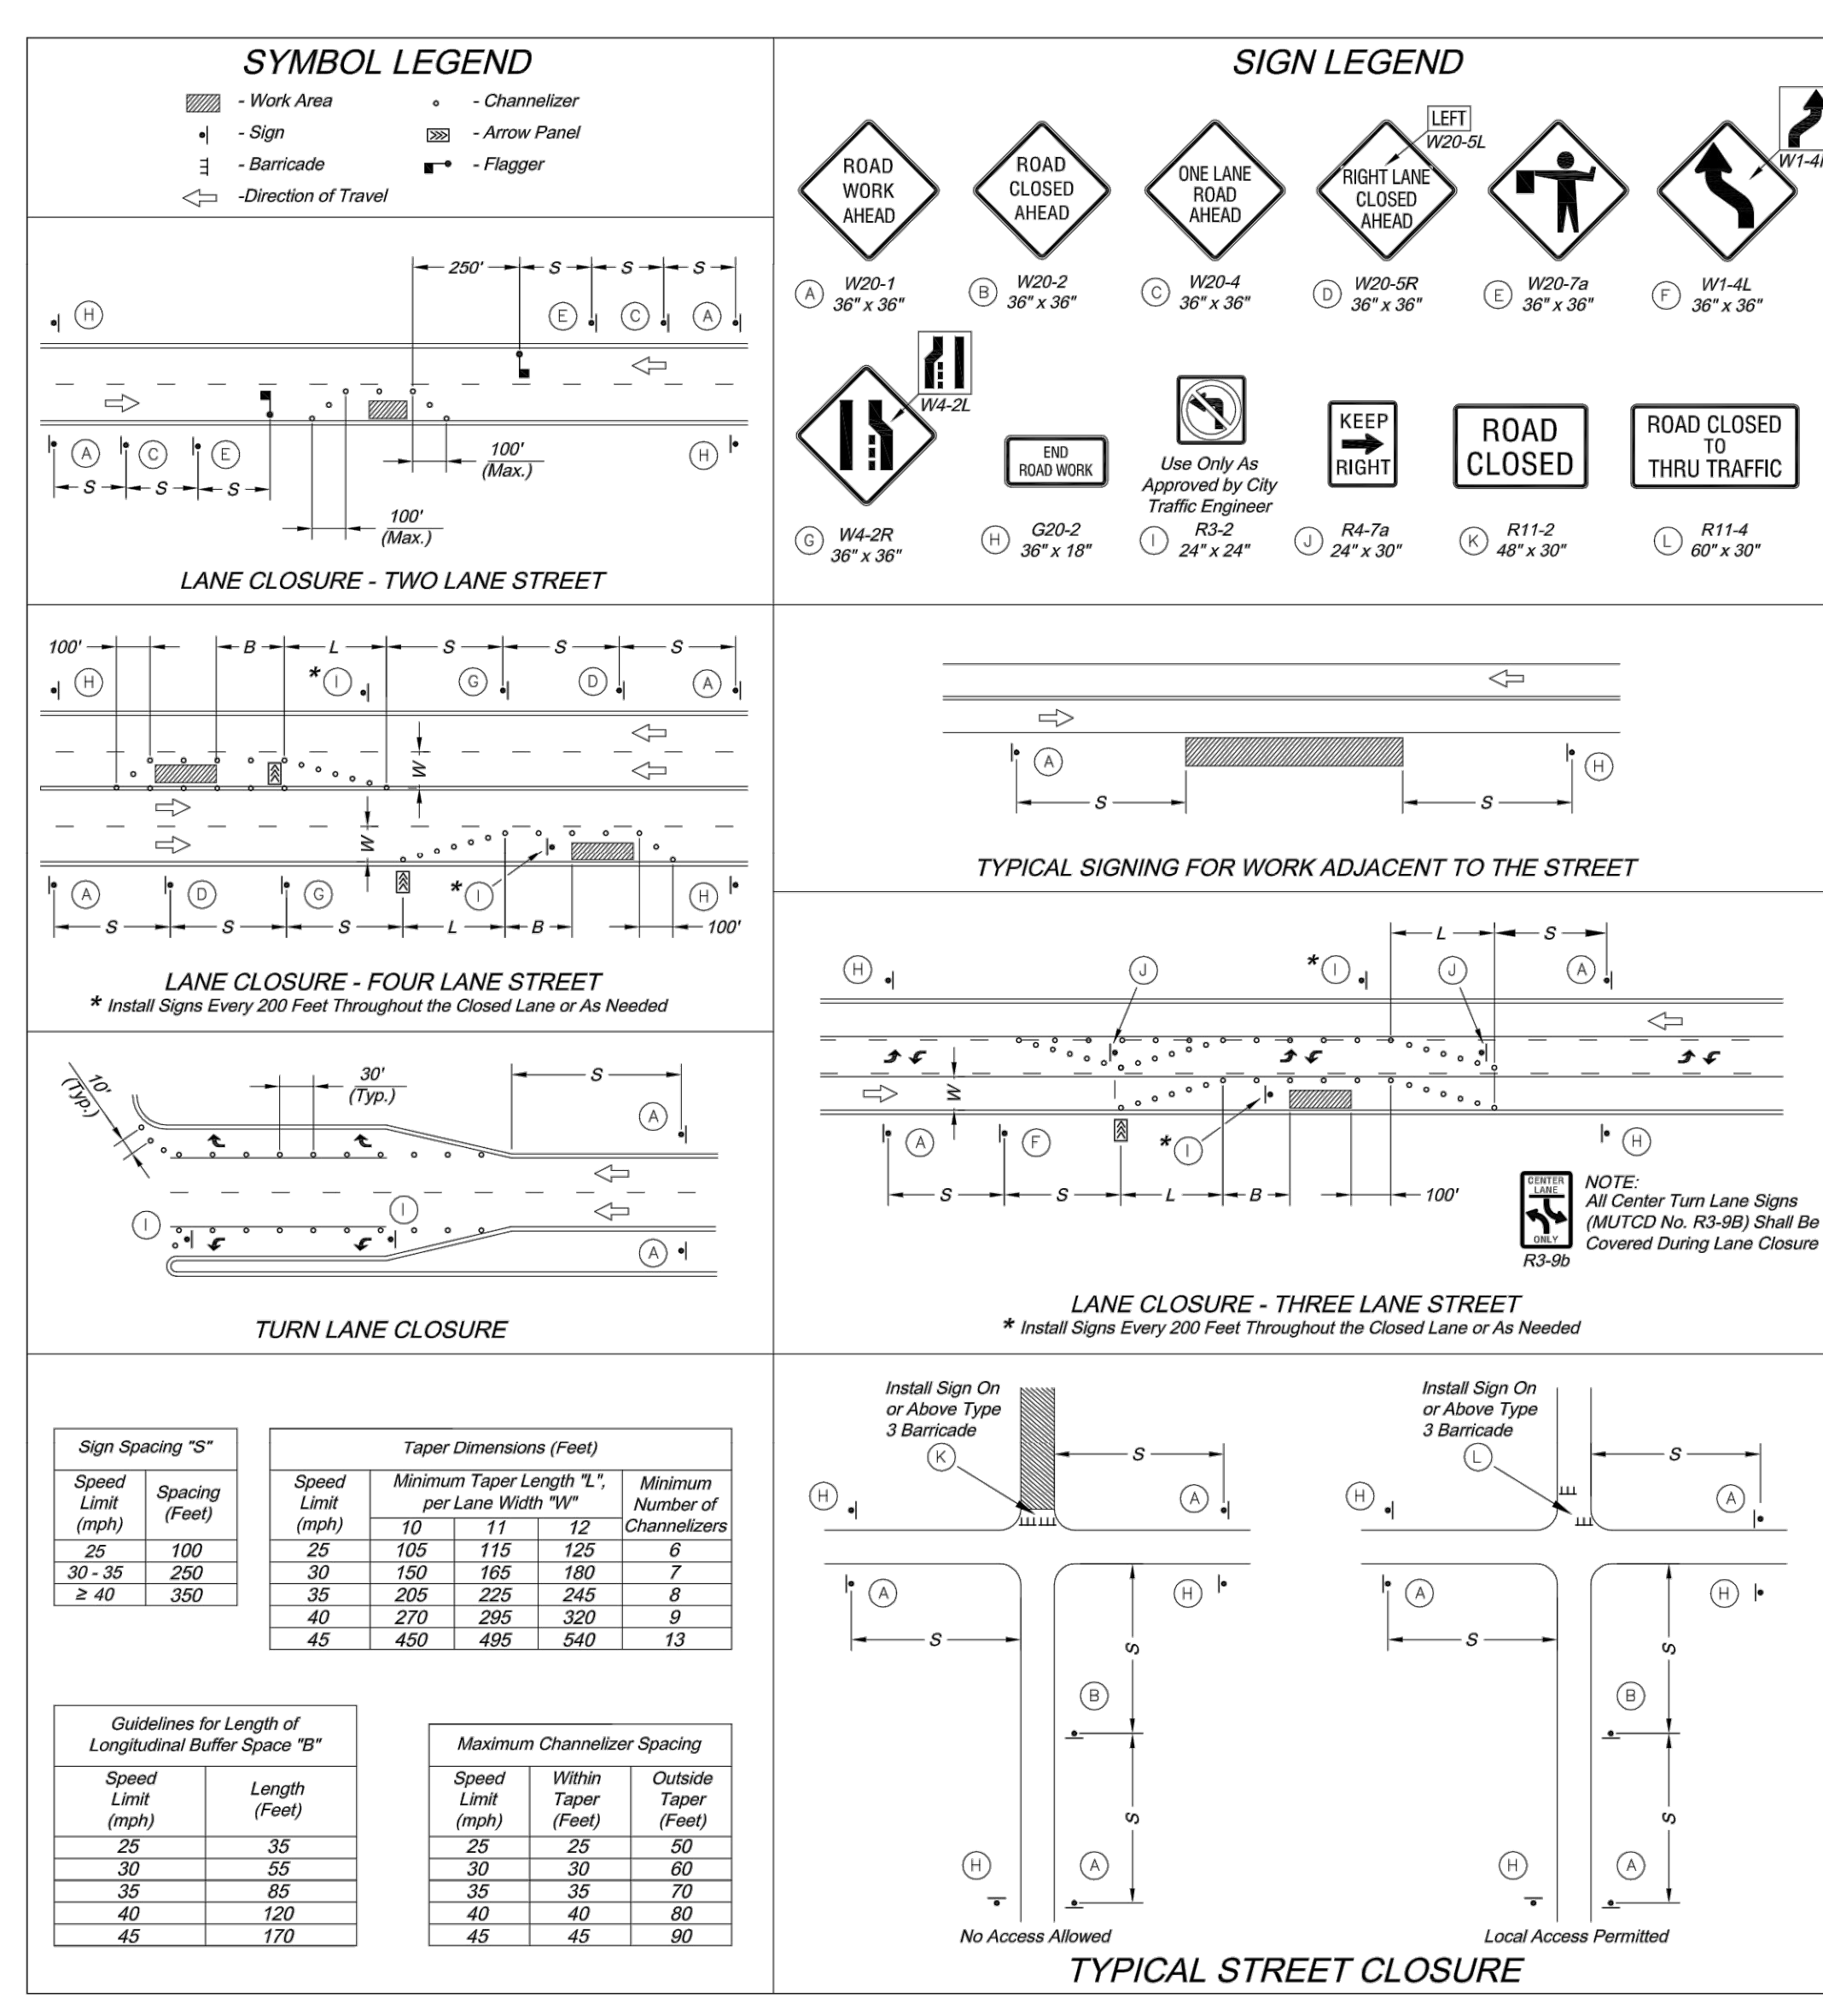 SYMBOL LEGEND
- Work Area
- Channelizer
- Sign
- Arrow Panel
- Barricade
- Flagger
-Direction of Travel
SIGN LEGEND
ROAD
WORK
AHEAD
A
W20-1
36" x 36"
ROAD
CLOSED
AHEAD
B
W20-2
36" x 36"
ONE LANE
ROAD
AHEAD
C
W20-4
36" x 36"
LEFT
W20-5L
RIGHT LANE
CLOSED
AHEAD
D
W20-5R
36" x 36"
E
W20-7a
36" x 36"
F
W1-4L
36" x 36"
W4-2L
G
W4-2R
36" x 36"
END
ROAD WORK
H
G20-2
36" x 18"
Use Only As
Approved by City
Traffic Engineer
I
R3-2
24" x 24"
KEEP
RIGHT
J
R4-7a
24" x 30"
ROAD
CLOSED
K
R11-2
48" x 30"
ROAD CLOSED
TO
THRU TRAFFIC
L
R11-4
60" x 30"
250' S S S
H E C A
A C E H
S S S
100'
(Max.)
100'
(Max.)
LANE CLOSURE - TWO LANE STREET
100' B L S S S
H * I G D A
W
W
A D G * I H
S S S L B 100'
LANE CLOSURE - FOUR LANE STREET
* Install Signs Every 200 Feet Throughout the Closed Lane or As Needed
A H
S S
TYPICAL SIGNING FOR WORK ADJACENT TO THE STREET
L S
H J * I J A
W
A F * I H
S S L B 100'
CENTER
LANE
ONLY
R3-9b
NOTE:
All Center Turn Lane Signs
(MUTCD No. R3-9B) Shall Be
Covered During Lane Closure
LANE CLOSURE - THREE LANE STREET
* Install Signs Every 200 Feet Throughout the Closed Lane or As Needed
10'
(Typ.)
30'
(Typ.)
S
A
I I
A
TURN LANE CLOSURE
Sign Spacing "S"
Speed
Limit
(mph)
Spacing
(Feet)
25 100
30 - 35 250
≥ 40 350
Taper Dimensions (Feet)
Speed
Limit
(mph)
Minimum Taper Length "L",
per Lane Width "W"
Minimum
Number of
Channelizers
10 11 12
25 105 115 125 6
30 150 165 180 7
35 205 225 245 8
40 270 295 320 9
45 450 495 540 13
Guidelines for Length of
Longitudinal Buffer Space "B"
Speed
Limit
(mph)
Length
(Feet)
25 35
30 55
35 85
40 120
45 170
Maximum Channelizer Spacing
Speed
Limit
(mph)
Within
Taper
(Feet)
Outside
Taper
(Feet)
25 25 50
30 30 60
35 35 70
40 40 80
45 45 90
Install Sign On
or Above Type
3 Barricade
K
S
H A
A H
S
S
B
S
H A
No Access Allowed
Install Sign On
or Above Type
3 Barricade
L
S
H A
A H
S
S
B
S
H A
Local Access Permitted
TYPICAL STREET CLOSURE